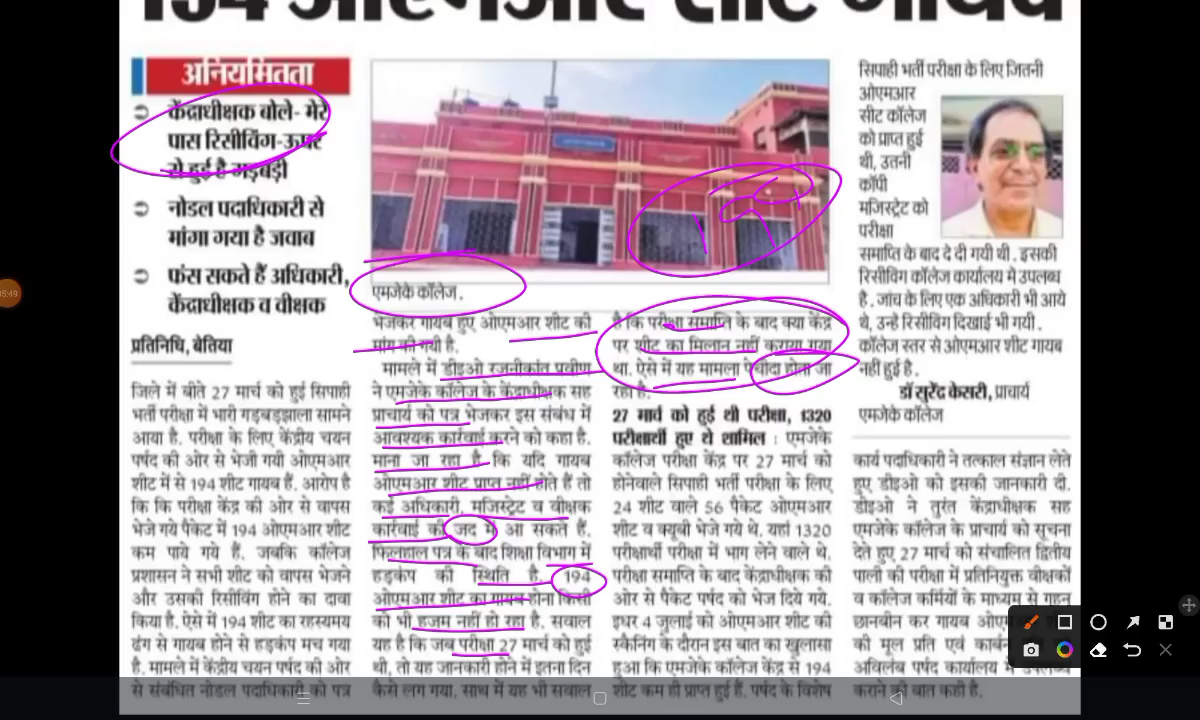 194 ओएमआर सीट गायब
अनियमितता
केंद्राधीक्षक बोले- मेरे
पास रिसीविंग-ऊपर
से हुई है गड़बड़ी
नोडल पदाधिकारी से
मांगा गया है जवाब
फंस सकते हैं अधिकारी,
केंद्राधीक्षक व वीक्षक
प्रतिनिधि, बेतिया
जिले में बीते 27 मार्च को हुई सिपाही
भर्ती परीक्षा में भारी गड़बड़झाला सामने
आया है. परीक्षा के लिए केंद्रीय चयन
पर्षद की ओर से भेजी गयी ओएमआर
शीट में से 194 शीट गायब हैं. आरोप है
कि कि परीक्षा केंद्र की ओर से वापस
भेजे गये पैकेट में 194 ओएमआर शीट
कम पाये गये हैं. जबकि कॉलेज
प्रशासन ने सभी शीट को वापस भेजने
और उसकी रिसीविंग होने का दावा
किया है. ऐसे में 194 शीट का रहस्यमय
ढंग से गायब होने से हड़कंप मच गया
है. मामले में केंद्रीय चयन पर्षद की ओर
से संबंधित नोडल पदाधिकारी को पत्र
एमजेके कॉलेज.
भेजकर गायब हुए ओएमआर शीट की
मांग की गयी है.
मामले में डीइओ रजनीकांत प्रवीण
ने एमजेके कॉलेज के केंद्राधीक्षक सह
प्राचार्य को पत्र भेजकर इस संबंध में
आवश्यक कार्रवाई करने को कहा है.
माना जा रहा है कि यदि गायब
ओएमआर शीट प्राप्त नहीं होते हैं तो
कई अधिकारी, मजिस्ट्रेट व वीक्षक
कार्रवाई की जद में आ सकते हैं.
फिलहाल पत्र के बाद शिक्षा विभाग में
हड़कंप की स्थिति है. 194
ओएमआर शीट का गायब होना किसी
को भी हजम नहीं हो रहा है. सवाल
यह है कि जब परीक्षा 27 मार्च को हुई
थी, तो यह जानकारी होने में इतना दिन
कैसे लग गया. साथ में यह भी सवाल
है कि परीक्षा समाप्ति के बाद क्या केंद्र
पर शीट का मिलान नहीं कराया गया
था. ऐसे में यह मामला पेचीदा होता जा
रहा है.
27 मार्च को हुई थी परीक्षा, 1320
परीक्षार्थी हुए थे शामिल : एमजेके
कॉलेज परीक्षा केंद्र पर 27 मार्च को
होनेवाले सिपाही भर्ती परीक्षा के लिए
24 शीट वाले 56 पैकेट ओएमआर
शीट व क्यूबी भेजे गये थे. यहां 1320
परीक्षार्थी परीक्षा में भाग लेने वाले थे.
परीक्षा समाप्ति के बाद केंद्राधीक्षक की
ओर से पैकेट पर्षद को भेज दिये गये.
इधर 4 जुलाई को ओएमआर शीट की
स्कैनिंग के दौरान इस बात का खुलासा
हुआ कि एमजेके कॉलेज केंद्र से 194
शीट कम ही प्राप्त हुई हैं. पर्षद के विशेष
सिपाही भर्ती परीक्षा के लिए जितनी
ओएमआर
सीट कॉलेज
को प्राप्त हुई
थी, उतनी
कॉपी
मजिस्ट्रेट को
परीक्षा
समाप्ति के बाद दे दी गयी थी. इसकी
रिसीविंग कॉलेज कार्यालय में उपलब्ध
है. जांच के लिए एक अधिकारी भी आये
थे, उन्हें रिसीविंग दिखाई भी गयी.
कॉलेज स्तर से ओएमआर शीट गायब
नहीं हुई है.
डॉ सुरेंद्र केसरी, प्राचार्य
एमजेके कॉलेज
कार्य पदाधिकारी ने तत्काल संज्ञान लेते
हुए डीइओ को इसकी जानकारी दी.
डीइओ ने तुरंत केंद्राधीक्षक सह
एमजेके कॉलेज के प्राचार्य को सूचना
देते हुए 27 मार्च को संचालित द्वितीय
पाली की परीक्षा में प्रतिनियुक्त वीक्षकों
व कॉलेज कर्मियों के माध्यम से गहन
छानबीन कर गायब ओएम
की मूल प्रति एवं कार्बन
अविलंब पर्षद कार्यालय में उपलब्ध
कराने की बात कही है.
5:49